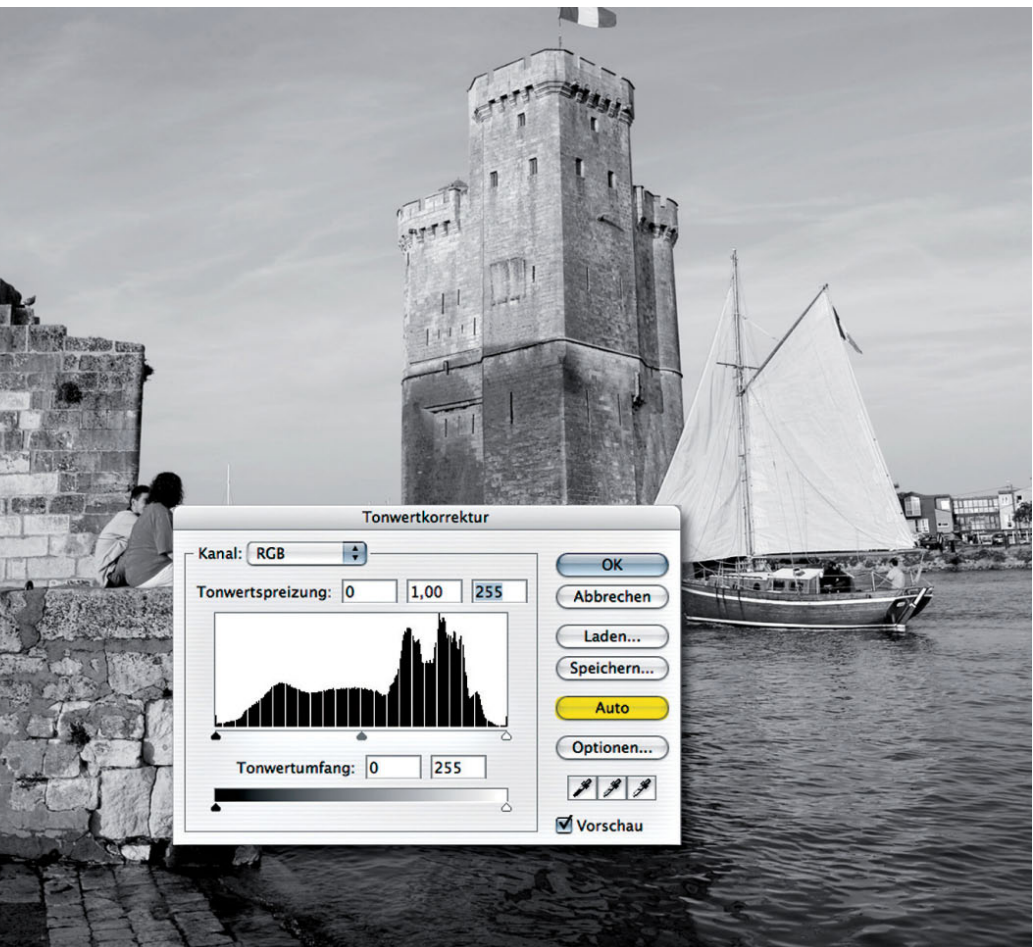 Tonwertkorrektur
Kanal: RGB
Tonwertspreizung: 0 1,00 255
Tonwertumfang: 0 255
OK
Abbrechen
Laden...
Speichern...
Auto
Optionen...
Vorschau